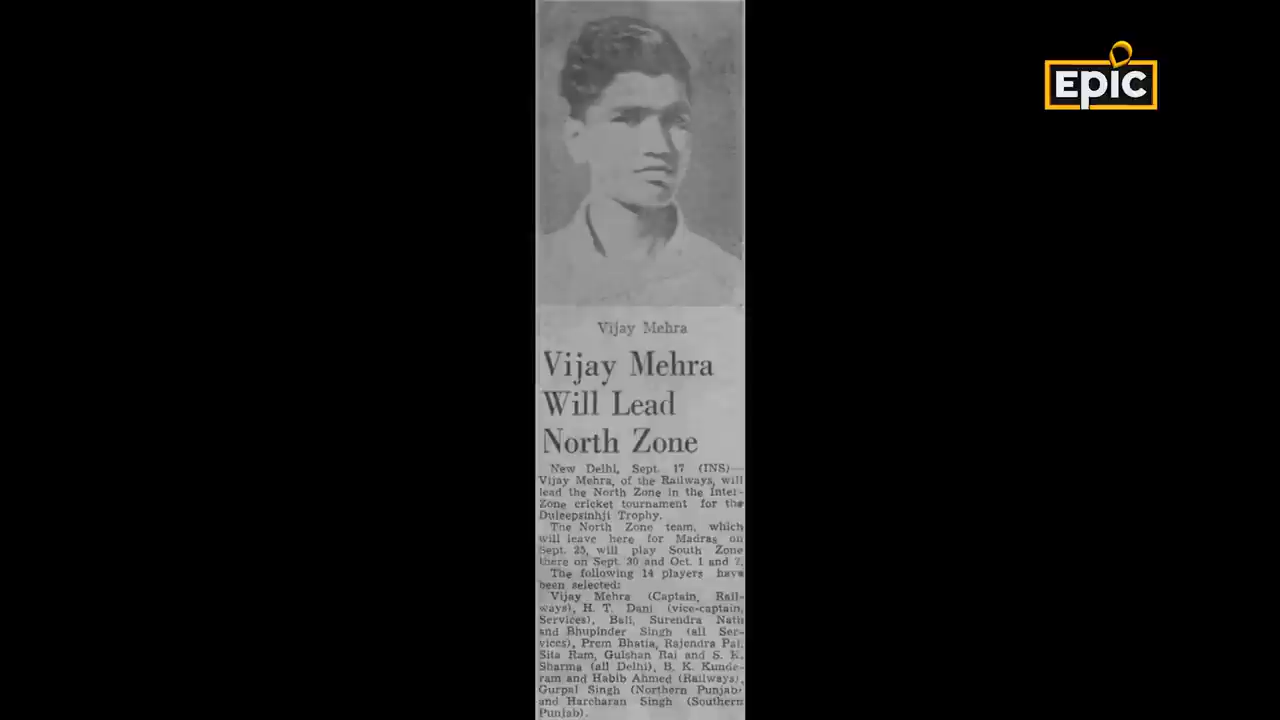 EPIC
Vijay Mehra
Vijay Mehra
Will Lead
North Zone
New Delhi, Sept. 17 (INS)—
Vijay Mehra, of the Railways, will
lead the North Zone in the Inter-
Zone cricket tournament for the
Duleepsinhji Trophy.
The North Zone team, which
will leave here for Madras on
Sept. 25, will play South Zone
there on Sept. 30 and Oct. 1 and 2.
The following 14 players have
been selected:
Vijay Mehra (Captain, Rail-
ways), H. T. Dani (vice-captain,
Services), Bali, Surendra Nath
and Bhupinder Singh (all Ser-
vices), Prem Bhatia, Rajendra Pal,
Sita Ram, Gulshan Rai and S. K.
Sharma (all Delhi), B. K. Kunde-
ram and Habib Ahmed (Railways),
Gurpal Singh (Northern Punjab)
and Harcharan Singh (Southern
Punjab).